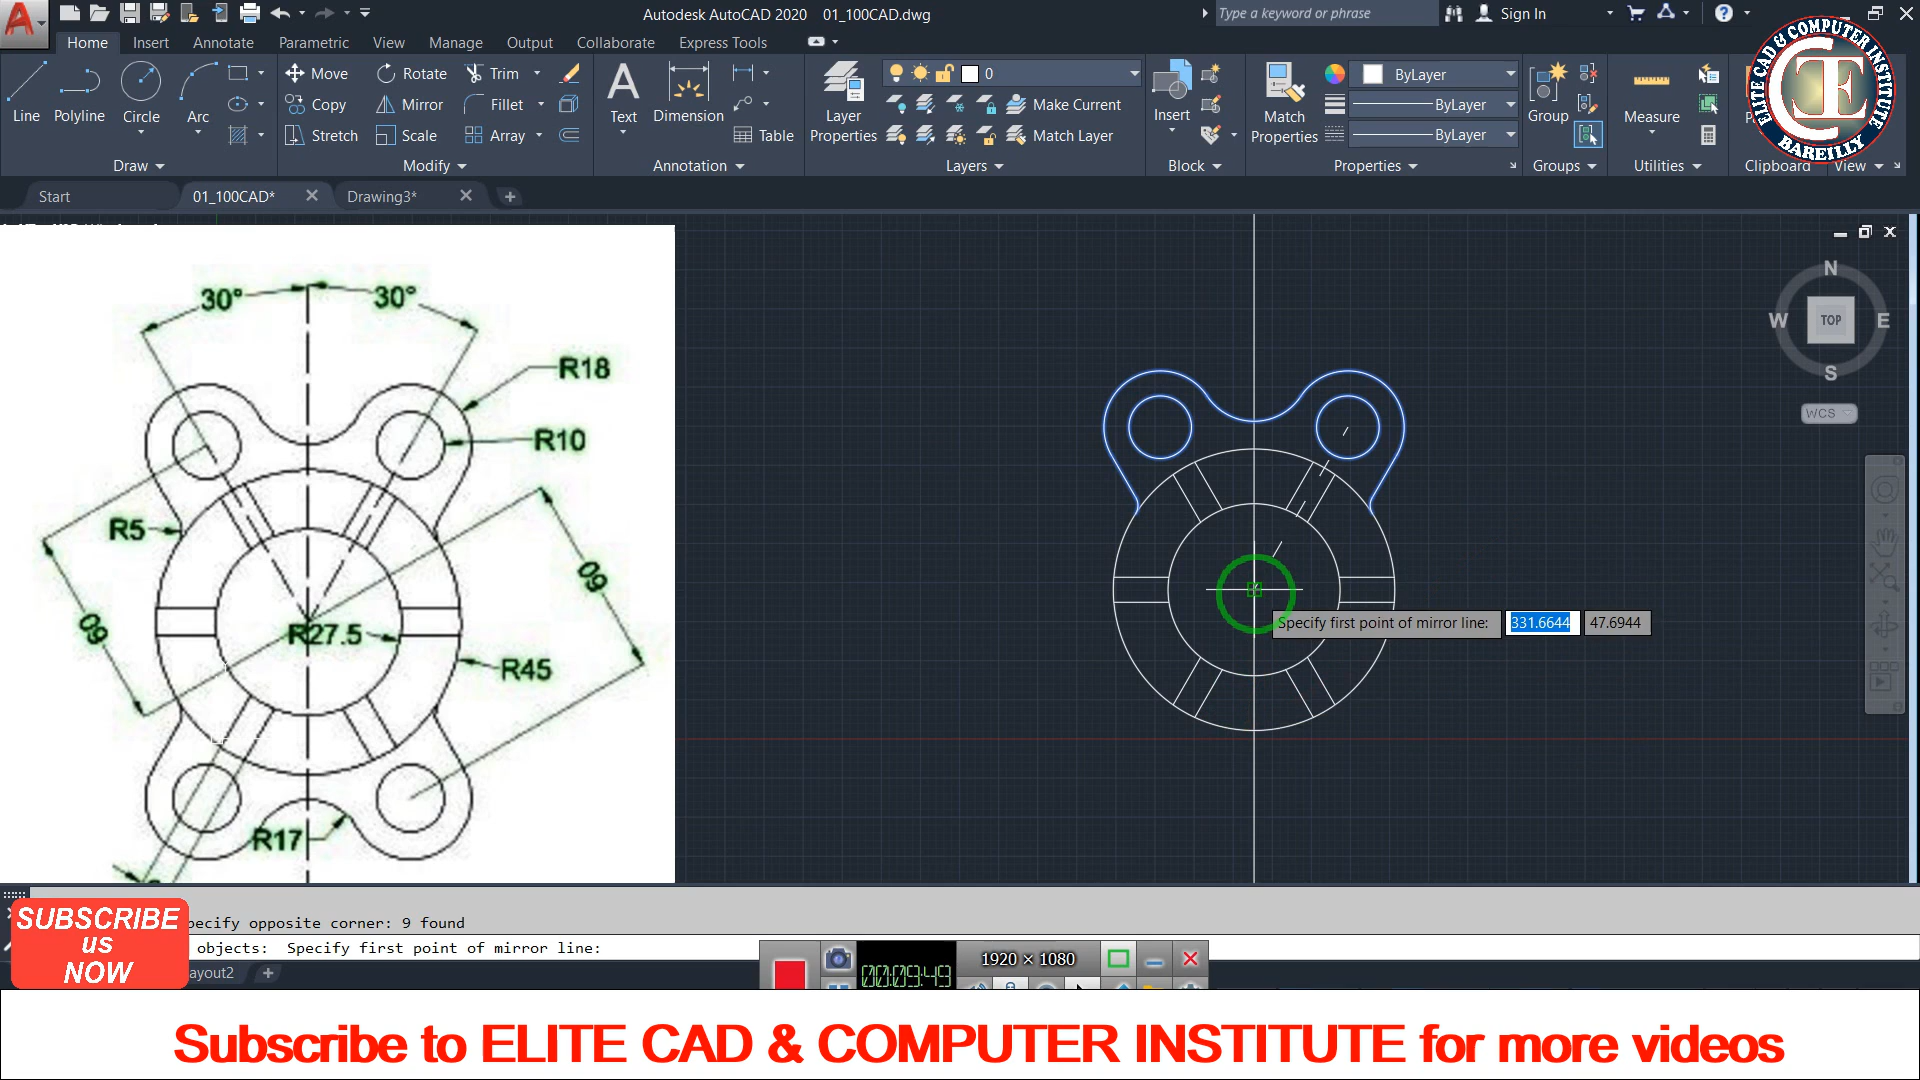 Autodesk AutoCAD 2020 01_100CAD.dwg
Type a keyword or phrase
Sign In
Home Insert Annotate Parametric View Manage Output Collaborate Express Tools
Line Polyline Circle Arc
Draw
Move Rotate Trim
Copy Mirror Fillet
Stretch Scale Array
Modify
Text Dimension Table
Annotation
Layer Properties
0
Make Current
Match Layer
Layers
Insert
Block
Match Properties
ByLayer
ByLayer
ByLayer
Properties
Group
Groups
Measure
Utilities
Clipboard
View
ELITE CAD & COMPUTER INSTITUTE
BAREILLY
Start 01_100CAD* Drawing3*
30° 30°
R18
R10
R5
60
60
R27.5
R45
R17
N
W TOP E
S
WCS
Specify first point of mirror line: 331.6644 47.6944
pecify opposite corner: 9 found
objects: Specify first point of mirror line:
ayout2
SUBSCRIBE
us
NOW
1920 × 1080
000:03:49
Subscribe to ELITE CAD & COMPUTER INSTITUTE for more videos